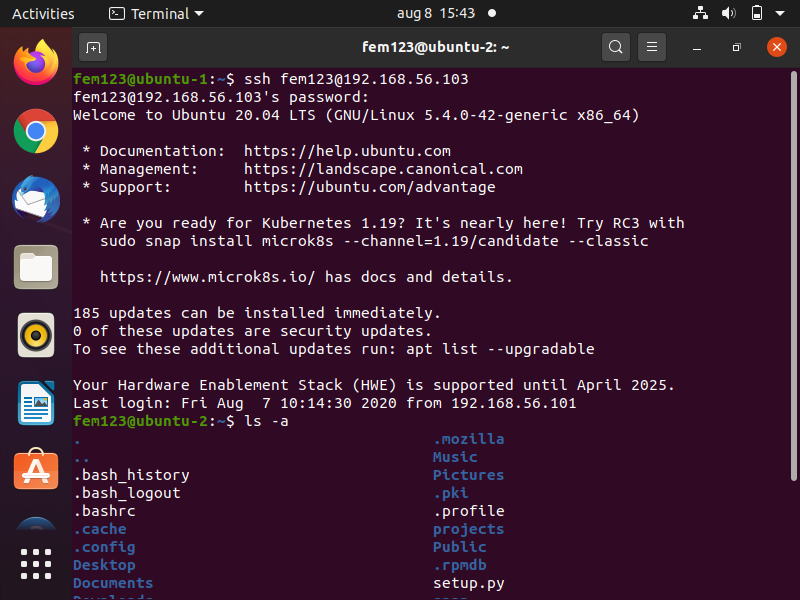 Activities Terminal aug 8 15:43
fem123@ubuntu-2: ~
fem123@ubuntu-1:~$ ssh fem123@192.168.56.103
fem123@192.168.56.103's password:
Welcome to Ubuntu 20.04 LTS (GNU/Linux 5.4.0-42-generic x86_64)
* Documentation: https://help.ubuntu.com
* Management: https://landscape.canonical.com
* Support: https://ubuntu.com/advantage
* Are you ready for Kubernetes 1.19? It's nearly here! Try RC3 with
sudo snap install microk8s --channel=1.19/candidate --classic
https://www.microk8s.io/ has docs and details.
185 updates can be installed immediately.
0 of these updates are security updates.
To see these additional updates run: apt list --upgradable
Your Hardware Enablement Stack (HWE) is supported until April 2025.
Last login: Fri Aug  7 10:14:30 2020 from 192.168.56.101
fem123@ubuntu-2:~$ ls -a
. .mozilla
.. Music
.bash_history Pictures
.bash_logout .pki
.bashrc .profile
.cache projects
.config Public
Desktop .rpmdb
Documents setup.py